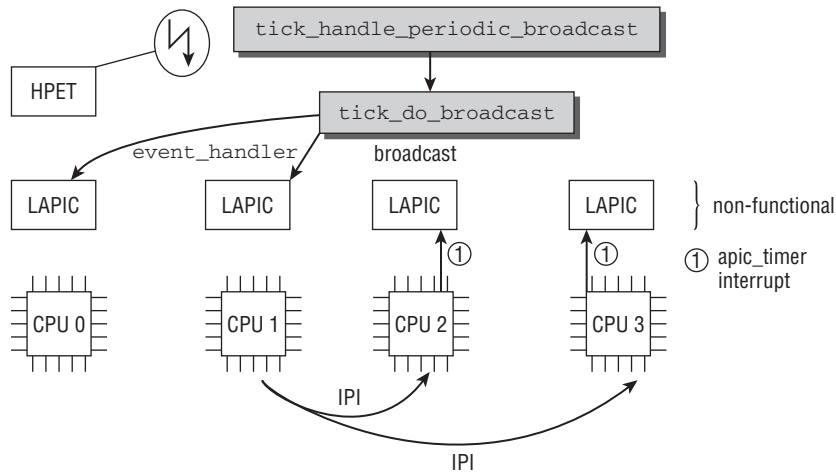 tick_handle_periodic_broadcast
HPET
tick_do_broadcast
event_handler
broadcast
LAPIC
LAPIC
LAPIC
LAPIC
non-functional
1
1
1 apic_timer
interrupt
CPU 0
CPU 1
CPU 2
CPU 3
IPI
IPI